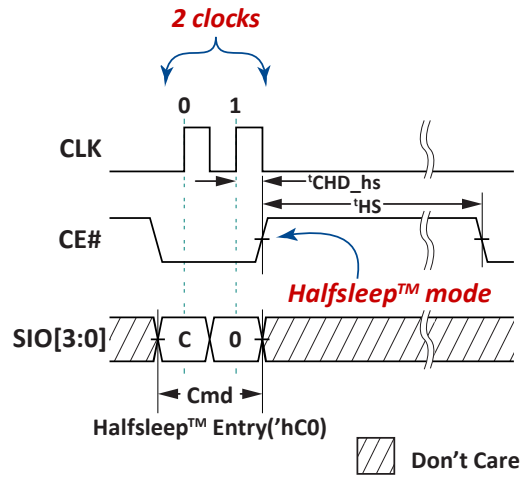 2 clocks
0 1
CLK
tCHD_hs
tHS
CE#
Halfsleep™ mode
SIO[3:0]
C 0
Cmd
Halfsleep™ Entry('hC0)
Don't Care